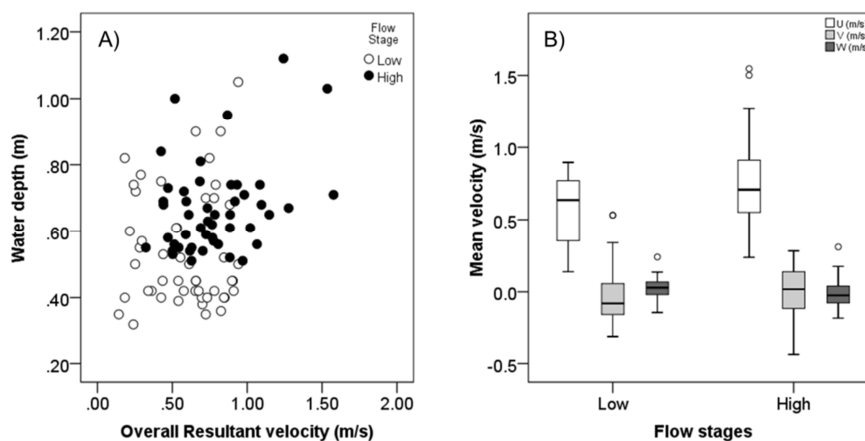 A)
Flow
Stage
Low
High
1.20
1.00
.80
.60
.40
.20
Water depth (m)
.00
.50
1.00
1.50
2.00
Overall Resultant velocity (m/s)
B)
U (m/s
V (m/s
W (m/s
1.5
1.0
0.5
0.0
-0.5
Mean velocity (m/s)
Low
High
Flow stages